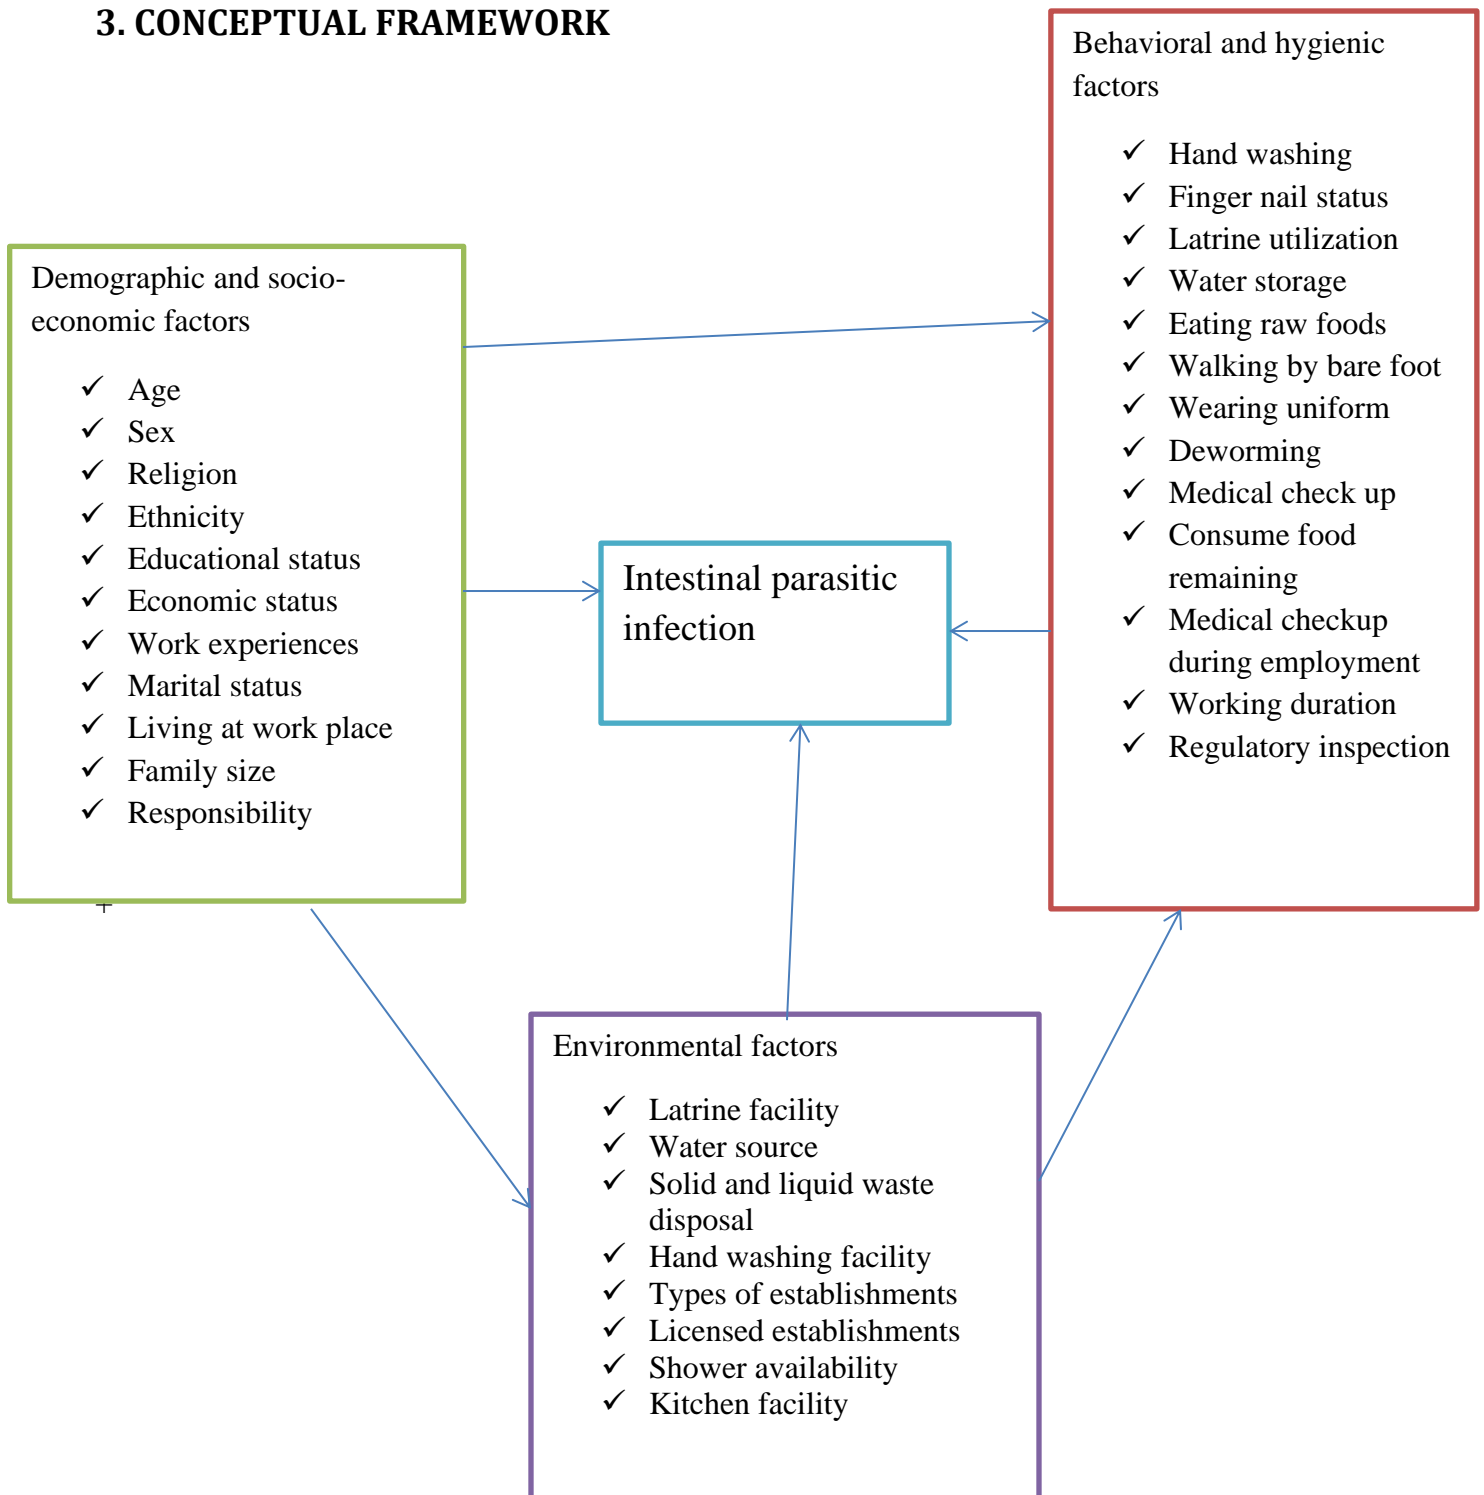 3. CONCEPTUAL FRAMEWORK
Behavioral and hygienic
factors
✓ Hand washing
✓ Finger nail status
✓ Latrine utilization
✓ Water storage
✓ Eating raw foods
✓ Walking by bare foot
✓ Wearing uniform
✓ Deworming
✓ Medical check up
✓ Consume food
remaining
✓ Medical checkup
during employment
✓ Working duration
✓ Regulatory inspection
Demographic and socio-
economic factors
✓ Age
✓ Sex
✓ Religion
✓ Ethnicity
✓ Educational status
✓ Economic status
✓ Work experiences
✓ Marital status
✓ Living at work place
✓ Family size
✓ Responsibility
Intestinal parasitic
infection
+
Environmental factors
✓ Latrine facility
✓ Water source
✓ Solid and liquid waste
disposal
✓ Hand washing facility
✓ Types of establishments
✓ Licensed establishments
✓ Shower availability
✓ Kitchen facility